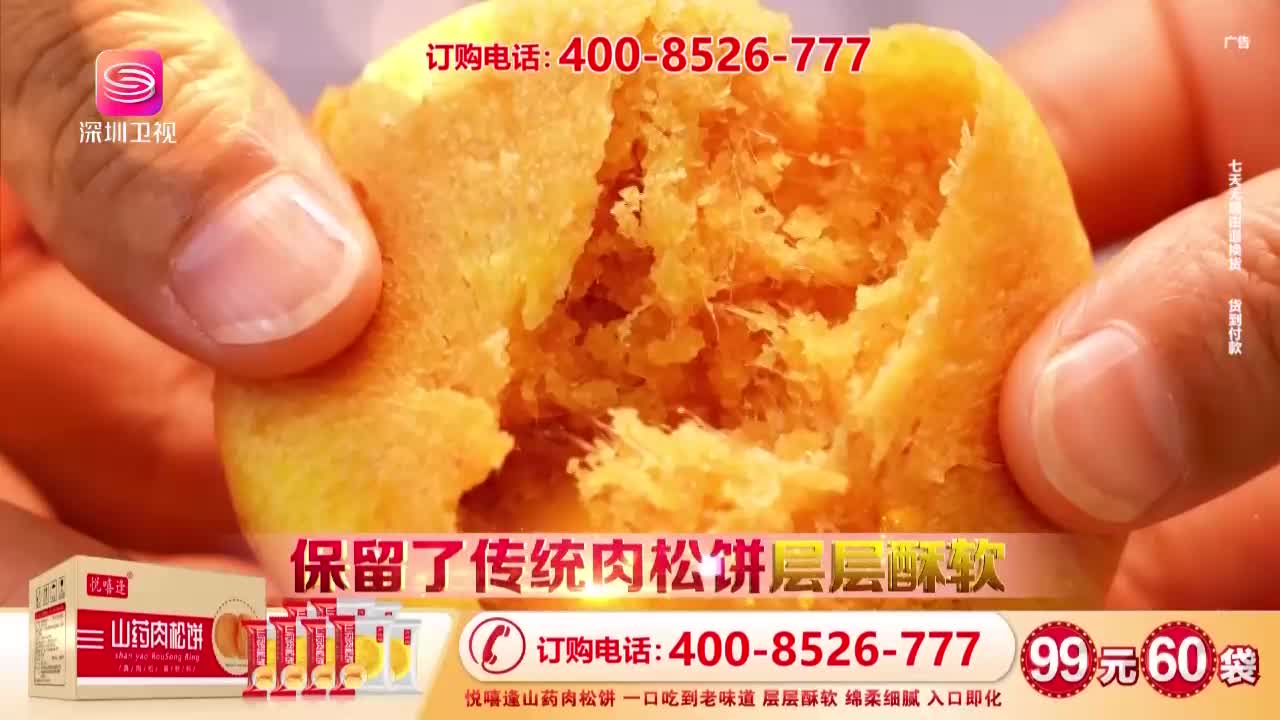 订购电话：400-8526-777
广告
深圳卫视
七天无理由退换货 货到付款
保留了传统肉松饼层层酥软
悦嘻逢
山药肉松饼
shan yao RouSong Bing
订购电话：400-8526-777
99元60袋
悦嘻逢山药肉松饼 一口吃到老味道 层层酥软 绵柔细腻 入口即化